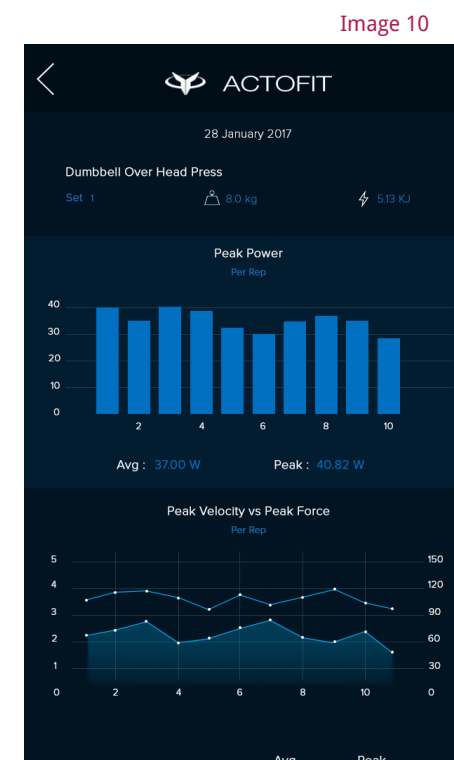 Image 10
ACTOFIT
28 January 2017
Dumbbell Over Head Press
Set 1 8.0 kg 5.13 KJ
Peak Power
Per Rep
40
30
20
10
0
2 4 6 8 10
Avg : 37.00 W Peak : 40.82 W
Peak Velocity vs Peak Force
Per Rep
5 150
4 120
3 90
2 60
1 30
0 2 4 6 8 10 0
Avg Peak